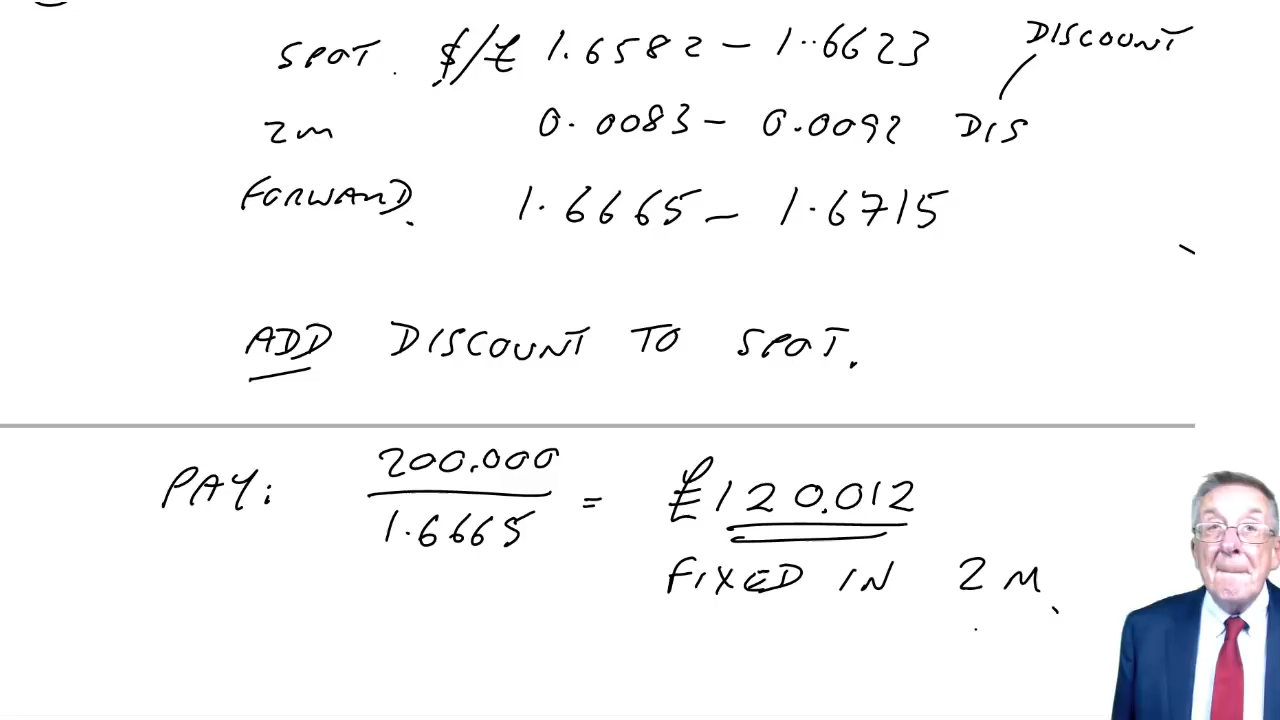 SPOT. $/£ 1.6582 - 1.6623 DISCOUNT
2m 0.0083 - 0.0092 DIS
FORWARD. 1.6665 - 1.6715
ADD DISCOUNT TO SPOT.
PAY: 200.000
1.6665 = £120.012
FIXED IN 2 M.